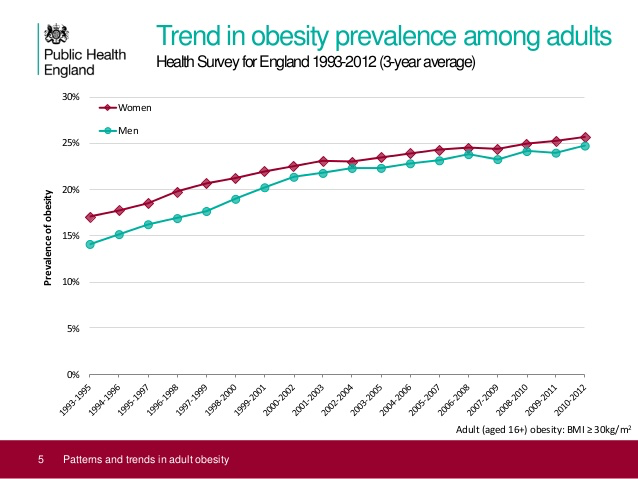 Public Health
England
Trend in obesity prevalence among adults
Health Survey for England 1993-2012 (3-year average)
30%
25%
20%
15%
10%
5%
0%
Prevalence of obesity
Women
Men
1993-1995
1994-1996
1995-1997
1996-1998
1997-1999
1998-2000
1999-2001
2000-2002
2001-2003
2002-2004
2003-2005
2004-2006
2005-2007
2006-2008
2007-2009
2008-2010
2009-2011
2010-2012
Adult (aged 16+) obesity: BMI ≥ 30kg/m²
5 Patterns and trends in adult obesity